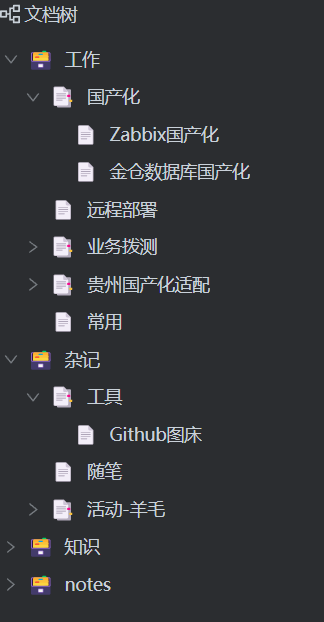 文档树
工作
国产化
Zabbix国产化
金仓数据库国产化
远程部署
业务拨测
贵州国产化适配
常用
杂记
工具
Github图床
随笔
活动-羊毛
知识
notes